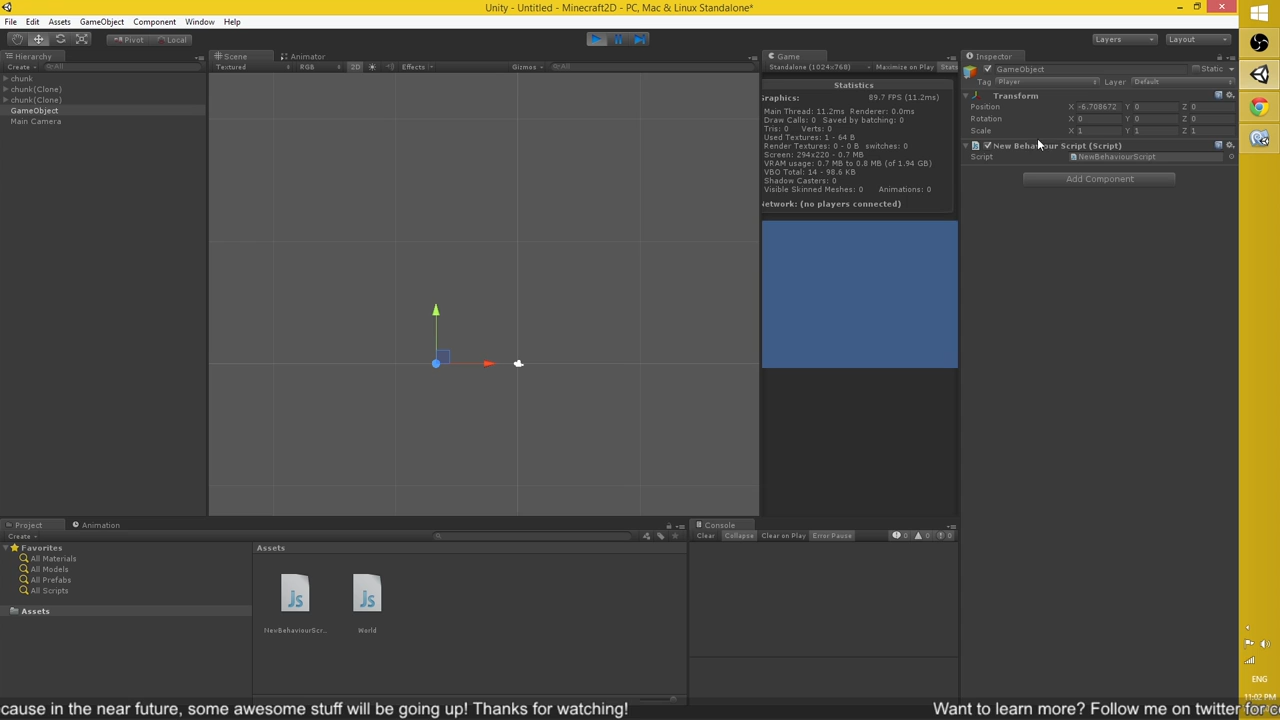 Unity - Untitled - Minecraft2D - PC, Mac & Linux Standalone*
File Edit Assets GameObject Component Window Help
Pivot Local Layers Layout
Hierarchy Scene Animator Game Inspector
Create All Textured RGB 2D Effects Gizmos All Standalone (1024x768) Maximize on Play Stats GameObject Static
Tag Player Layer Default
chunk
chunk(Clone)
chunk(Clone)
GameObject
Main Camera
Statistics
Graphics: 89.7 FPS (11.2ms)
Main Thread: 11.2ms Renderer: 0.0ms
Draw Calls: 0 Saved by batching: 0
Tris: 0 Verts: 0
Used Textures: 1 - 64 B
Render Textures: 0 - 0 B switches: 0
Screen: 294x220 - 0.7 MB
VRAM usage: 0.7 MB to 0.8 MB (of 1.94 GB)
VBO Total: 14 - 98.6 KB
Shadow Casters: 0
Visible Skinned Meshes: 0 Animations: 0
Network: (no players connected)
Transform
Position X -6.708672 Y 0 Z 0
Rotation X 0 Y 0 Z 0
Scale X 1 Y 1 Z 1
New Behaviour Script (Script)
Script NewBehaviourScript
Add Component
Project Animation Console
Create Clear Collapse Clear on Play Error Pause 0 0 0
Favorites
All Materials
All Models
All Prefabs
All Scripts
Assets
Assets
JS JS
NewBehaviourScr... World
ENG
11:02 PM
cause in the near future, some awesome stuff will be going up! Thanks for watching! Want to learn more? Follow me on twitter for c